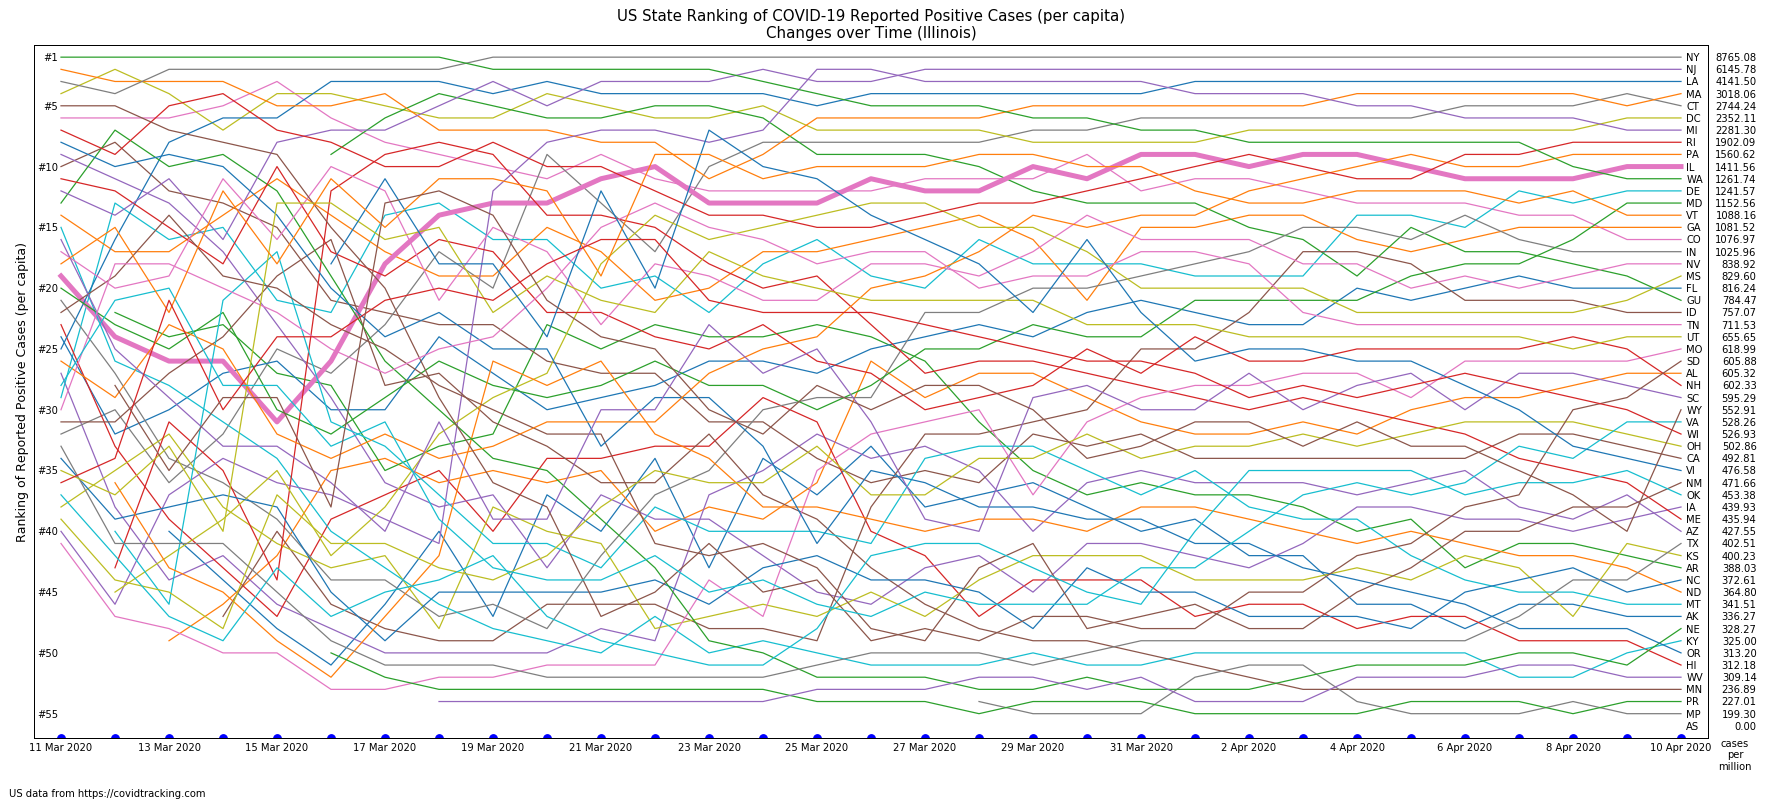 US State Ranking of COVID-19 Reported Positive Cases (per capita)
Changes over Time (Illinois)
Ranking of Reported Positive Cases (per capita)
#1
#5
#10
#15
#20
#25
#30
#35
#40
#45
#50
#55
NY 8765.08
NJ 6145.78
LA 4141.50
MA 3018.06
CT 2744.24
DC 2352.11
MI 2281.30
RI 1902.09
PA 1560.62
IL 1411.56
WA 1261.74
DE 1241.57
MD 1152.56
VT 1088.16
GA 1081.52
CO 1076.97
IN 1025.96
NV 838.92
MS 829.60
FL 816.24
GU 784.47
ID 757.07
TN 711.53
UT 655.65
MO 618.99
SD 605.88
AL 605.32
NH 602.33
SC 595.29
WY 552.91
VA 528.26
WI 526.93
OH 502.86
CA 492.81
VI 476.58
NM 471.66
OK 453.38
IA 439.93
ME 435.94
AZ 427.55
TX 402.51
KS 400.23
AR 388.03
NC 372.61
ND 364.80
MT 341.51
AK 336.27
NE 328.27
KY 325.00
OR 313.20
HI 312.18
WV 309.14
MN 236.89
PR 227.01
MP 199.30
AS 0.00
11 Mar 2020 13 Mar 2020 15 Mar 2020 17 Mar 2020 19 Mar 2020 21 Mar 2020 23 Mar 2020 25 Mar 2020 27 Mar 2020 29 Mar 2020 31 Mar 2020 2 Apr 2020 4 Apr 2020 6 Apr 2020 8 Apr 2020 10 Apr 2020
cases
per
million
US data from https://covidtracking.com